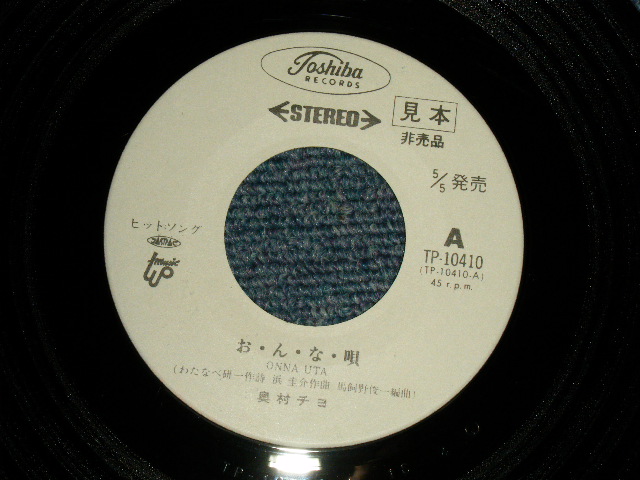 Toshiba
RECORDS
STEREO
見本
非売品
5/5 発売
ヒット・ソング
A
TP-10410
(TP-10410-A)
45 r.p.m.
お・ん・な・唄
ONNA UTA
(わたなべ研一作詩 浜 圭介作曲 馬飼野俊一編曲)
奥村チヨ